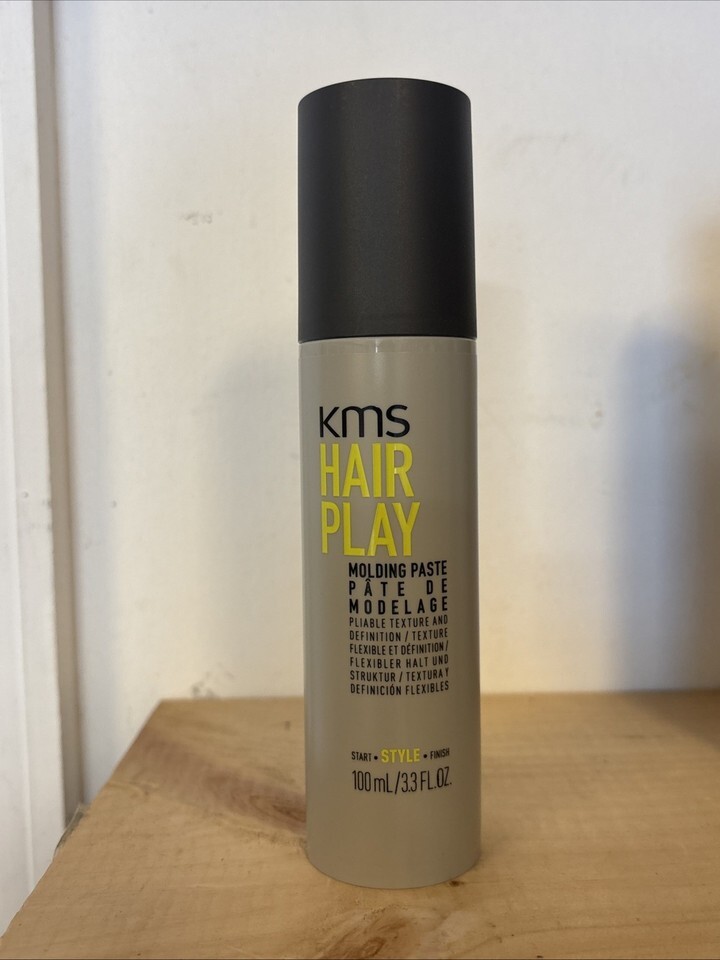 KMS
HAIR
PLAY
MOLDING PASTE
PÂTE DE
MODELAGE
PLIABLE TEXTURE AND
DEFINITION / TEXTURE
FLEXIBLE ET DÉFINITION /
FLEXIBLER HALT UND
STRUKTUR / TEXTURA Y
DEFINICIÓN FLEXIBLES
START • STYLE • FINISH
100 mL/3.3 FL.OZ.